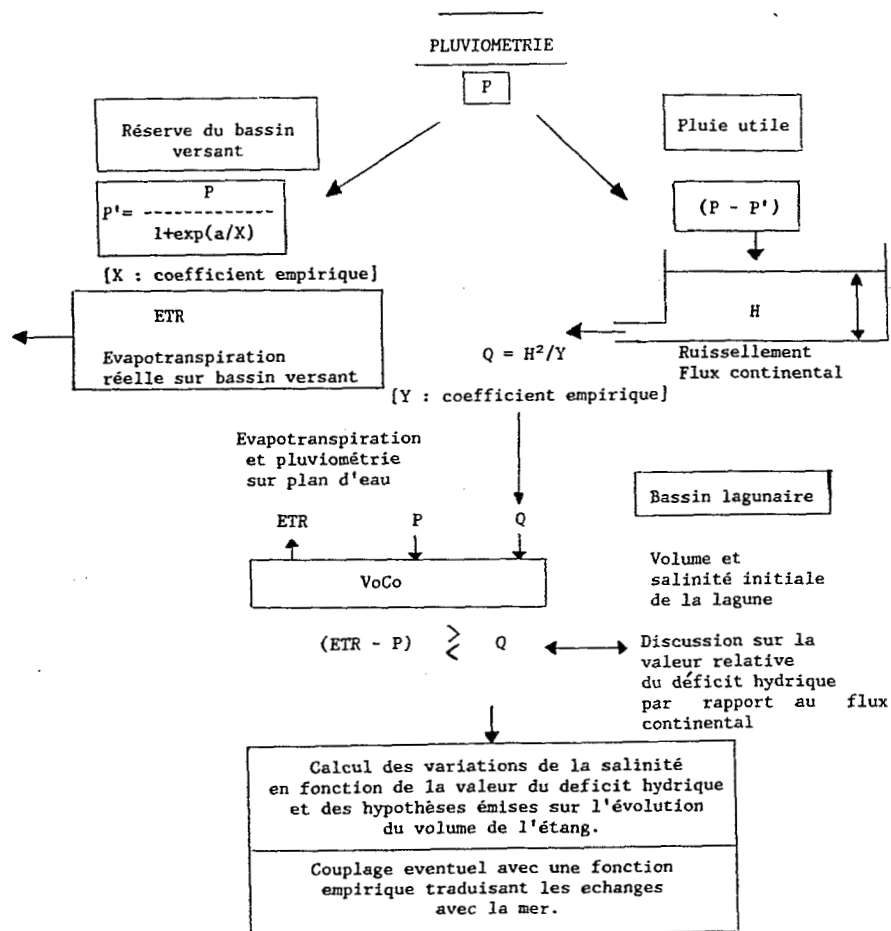 PLUVIOMETRIE
P
Réserve du bassin
versant
P'= P
------------
1+exp(a/X)
[X : coefficient empirique]
ETR
Evapotranspiration
réelle sur bassin versant
Pluie utile
(P - P')
H
Ruissellement
Flux continental
Q = H²/Y
[Y : coefficient empirique]
Evapotranspiration
et pluviométrie
sur plan d'eau
ETR P Q
VoCo
Bassin lagunaire
Volume et
salinité initiale
de la lagune
(ETR - P) > < Q
Discussion sur la
valeur relative
du déficit hydrique
par rapport au flux
continental
Calcul des variations de la salinité
en fonction de la valeur du deficit hydrique
et des hypothèses émises sur l'évolution
du volume de l'étang.
Couplage eventuel avec une fonction
empirique traduisant les echanges
avec la mer.